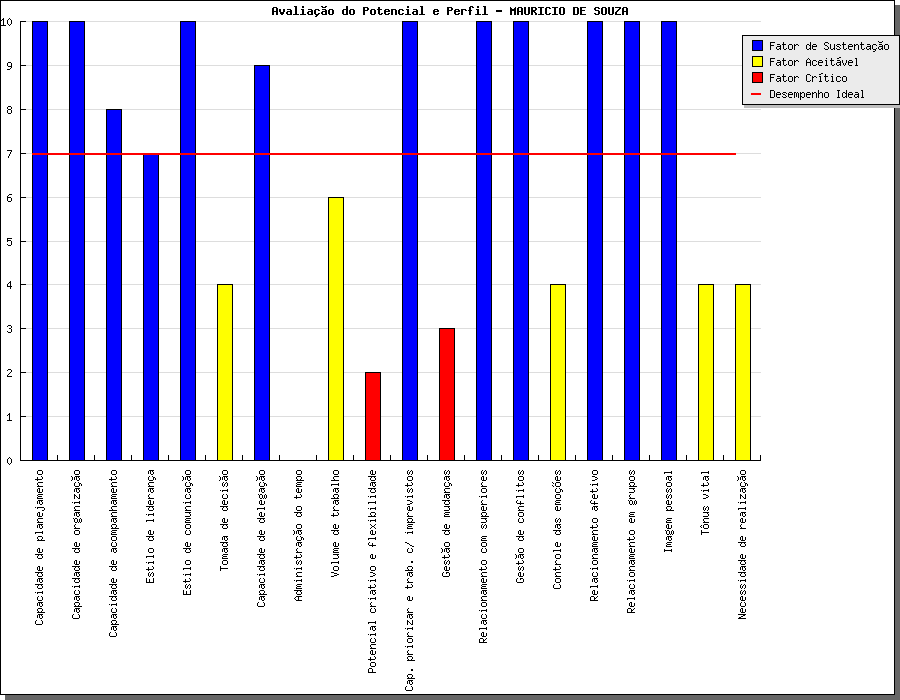 Avaliação do Potencial e Perfil - MAURICIO DE SOUZA
Fator de Sustentação
Fator Aceitável
Fator Crítico
Desempenho Ideal
10
9
8
7
6
5
4
3
2
1
0
Capacidade de planejamento
Capacidade de organização
Capacidade de acompanhamento
Estilo de liderança
Estilo de comunicação
Tomada de decisão
Capacidade de delegação
Administração do tempo
Volume de trabalho
Potencial criativo e flexibilidade
Cap. priorizar e trab. c/ imprevistos
Gestão de mudanças
Relacionamento com superiores
Gestão de conflitos
Controle das emoções
Relacionamento afetivo
Relacionamento em grupos
Imagem pessoal
Tônus vital
Necessidade de realização